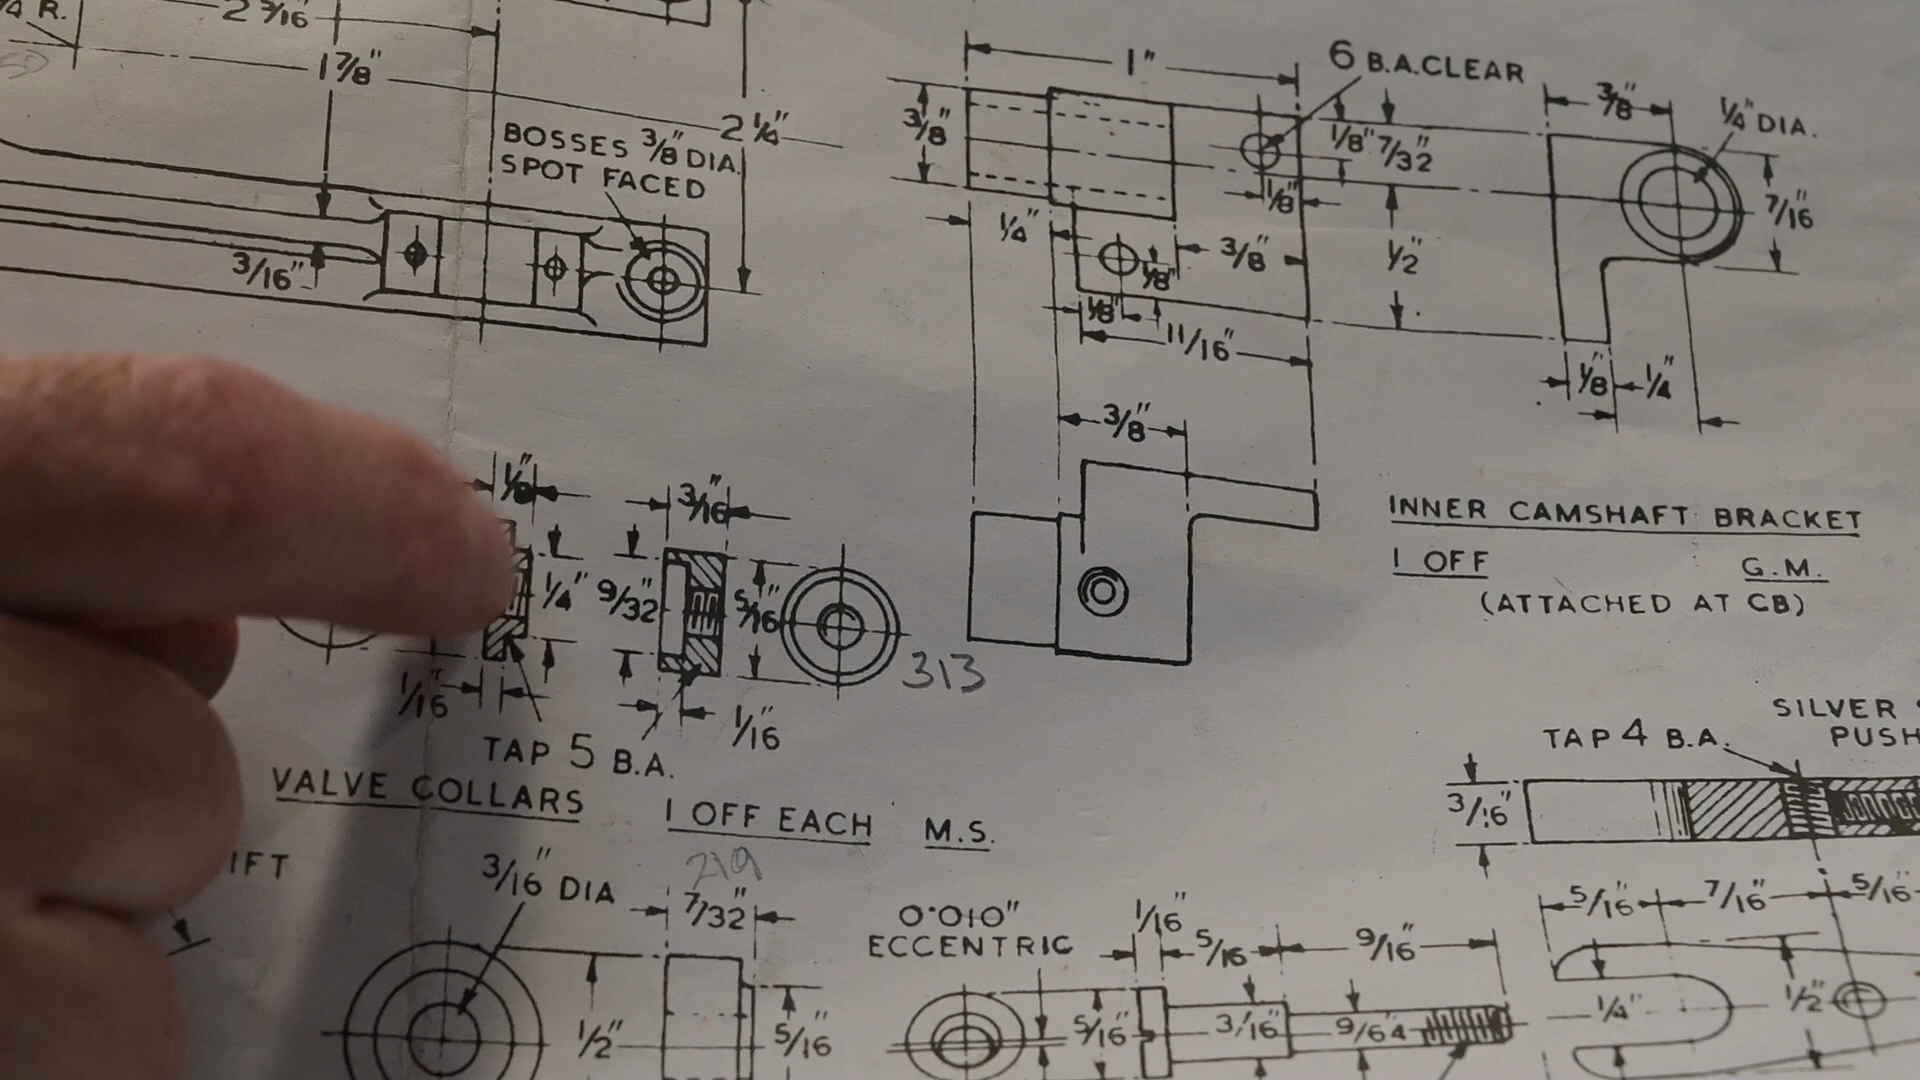 1/4 R.
2 3/16"
1 7/8"
2 1/4"
BOSSES 3/8" DIA.
SPOT FACED
3/16"
1"
6 B.A. CLEAR
3/8"
1/8"
7/32"
1/8"
1/4"
3/8"
1/2"
1/8"
1/8"
11/16"
3/8"
3/8"
1/4" DIA.
7/16"
1/8"
1/4"
INNER CAMSHAFT BRACKET
1 OFF G.M.
(ATTACHED AT CB)
1/8"
3/16"
1/4"
9/32"
5/16"
313
1/16"
1/16"
TAP 5 B.A.
VALVE COLLARS 1 OFF EACH M.S.
TAP 4 B.A.
SILVER
PUSH
3/16"
5/16"
7/16"
5/16"
1/4"
1/2"
3/16" DIA
219
7/32"
1/2"
5/16"
0·010"
ECCENTRIC
1/16"
5/16"
9/16"
5/16"
3/16"